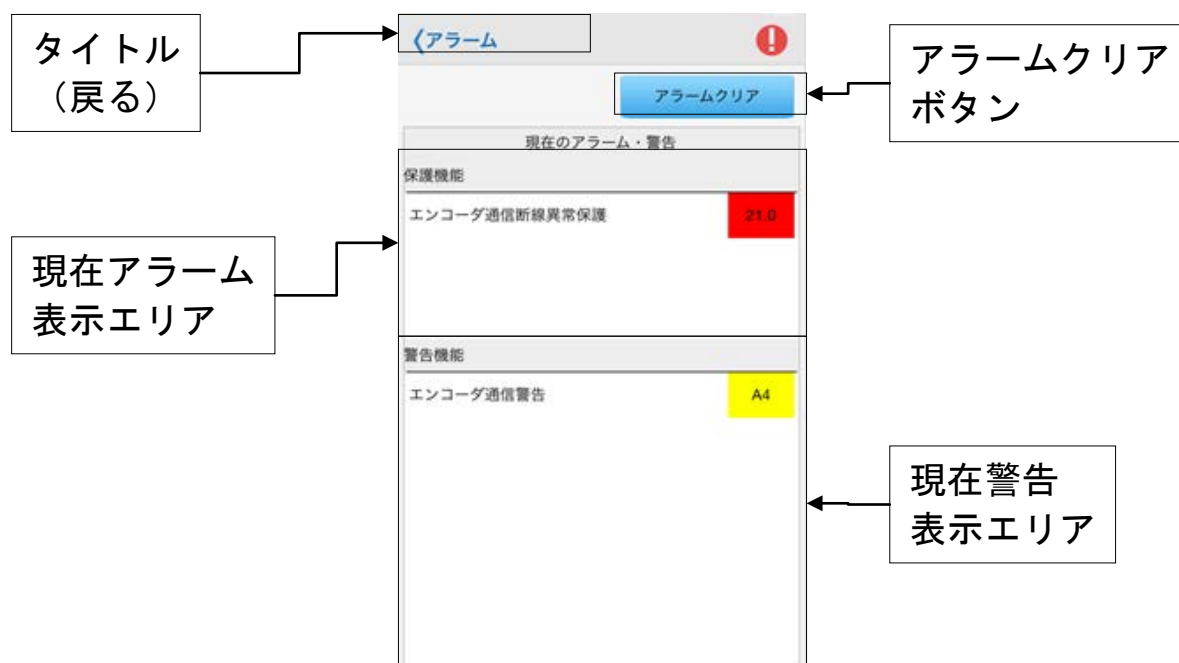 タイトル
（戻る）
アラーム
アラームクリア
アラームクリア
ボタン
現在のアラーム・警告
保護機能
エンコーダ通信断線異常保護
21.0
現在アラーム
表示エリア
警告機能
エンコーダ通信警告
A4
現在警告
表示エリア